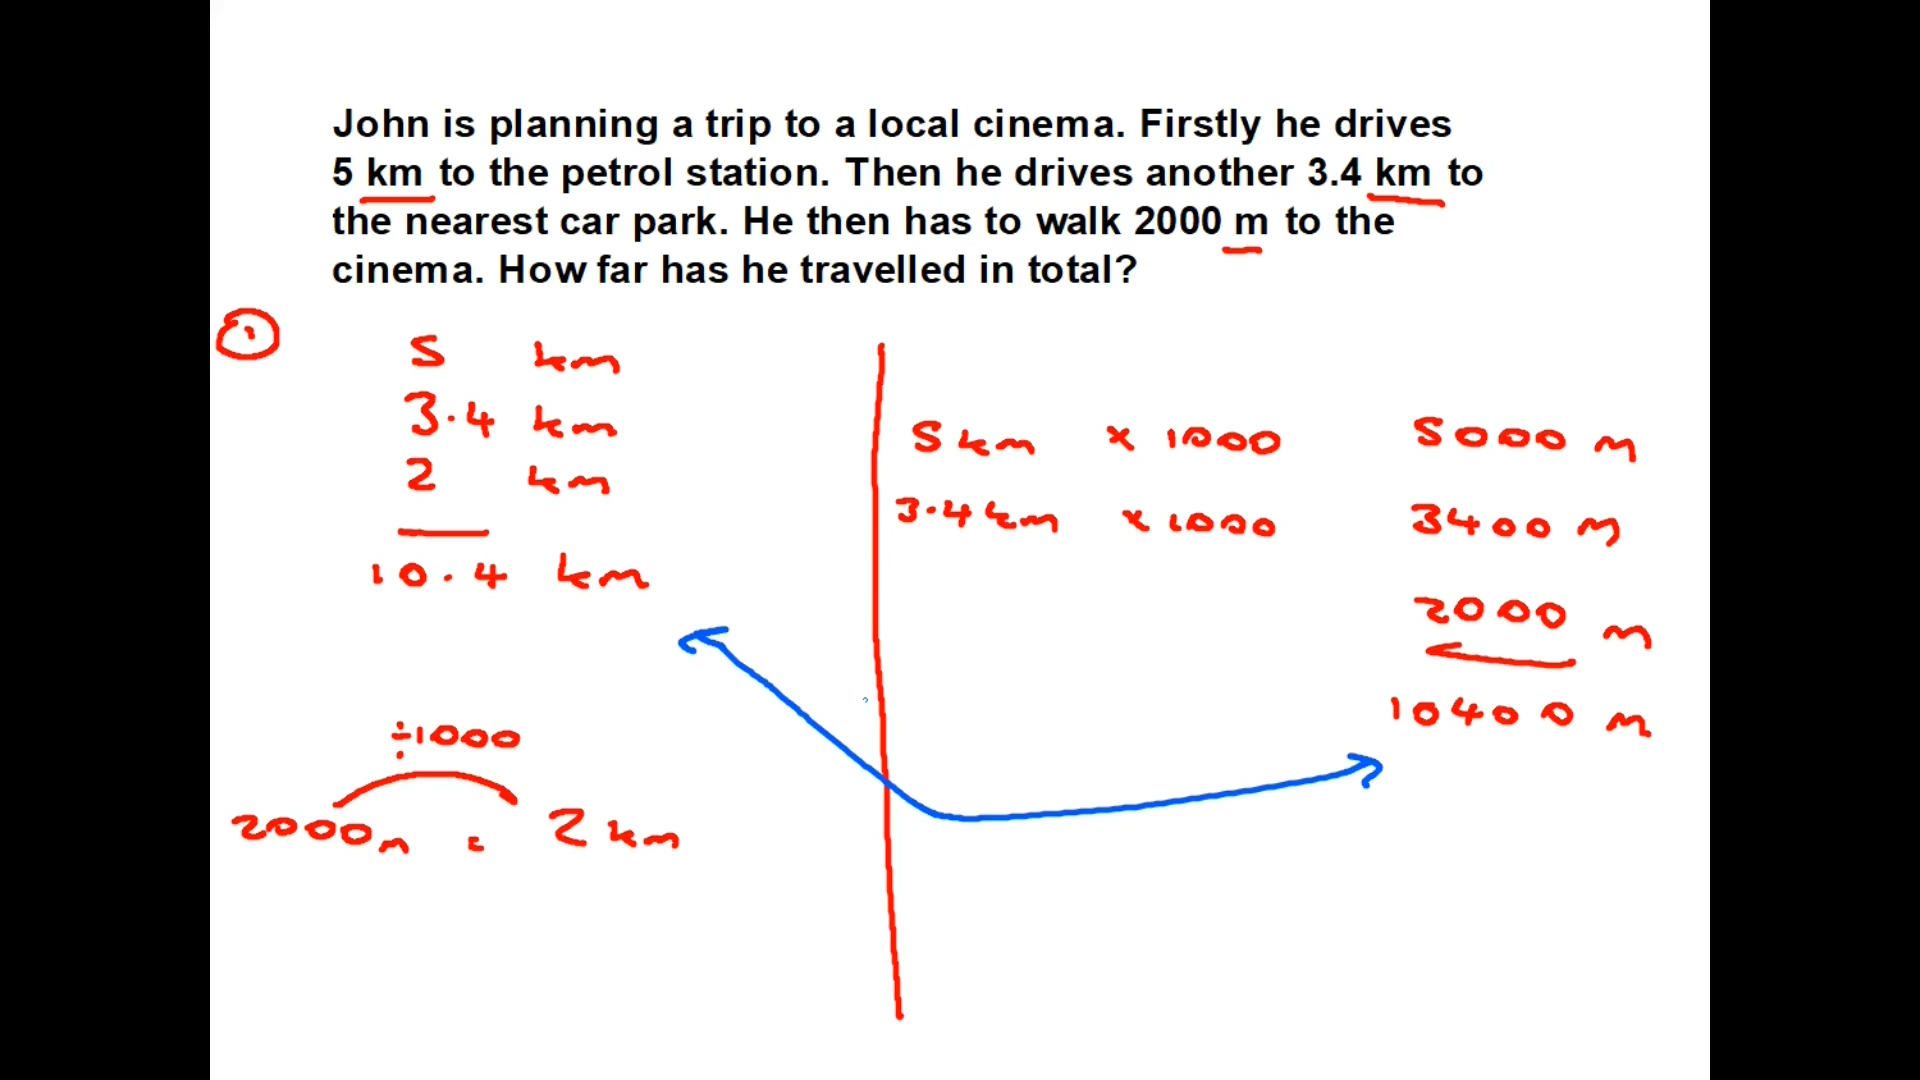 John is planning a trip to a local cinema. Firstly he drives
5 km to the petrol station. Then he drives another 3.4 km to
the nearest car park. He then has to walk 2000 m to the
cinema. How far has he travelled in total?
1
5 km
3.4 km
2 km
10.4 km
÷1000
2000m = 2 km
5 km × 1000 5000 m
3.4 km × 1000 3400 m
2000 m
10400 m